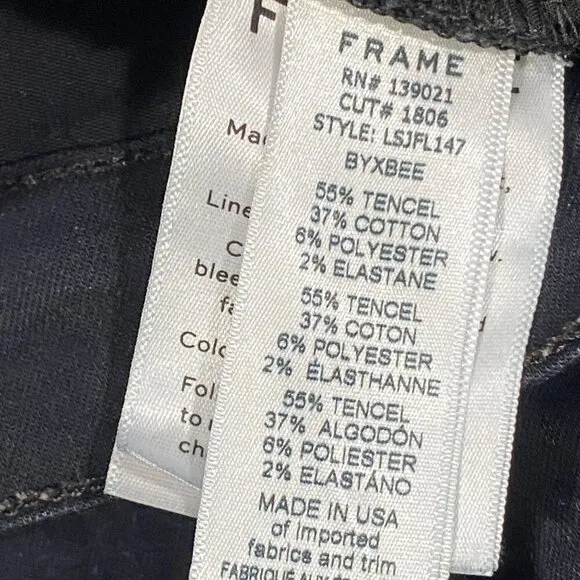 FRAME
RN# 139021
CUT# 1806
STYLE: LSJFL147
BYXBEE
55% TENCEL
37% COTTON
6% POLYESTER
2% ELASTANE
55% TENCEL
37% COTON
6% POLYESTER
2% ÉLASTHANNE
55% TENCEL
37% ALGODÓN
6% POLIESTER
2% ELASTÁNO
MADE IN USA
of imported
fabrics and trim
to